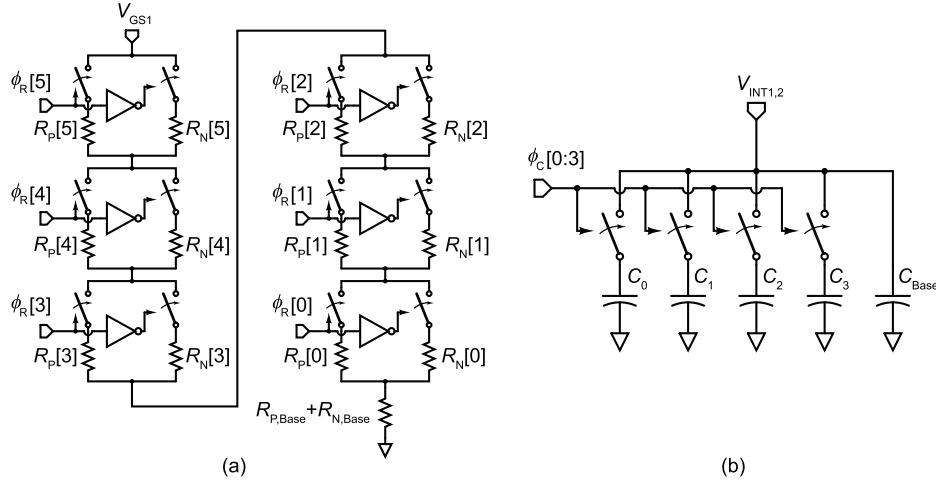 V_GS1
ϕ_R[5]
R_P[5]
R_N[5]
ϕ_R[4]
R_P[4]
R_N[4]
ϕ_R[3]
R_P[3]
R_N[3]
ϕ_R[2]
R_P[2]
R_N[2]
ϕ_R[1]
R_P[1]
R_N[1]
ϕ_R[0]
R_P[0]
R_N[0]
R_P,Base+R_N,Base
(a)
V_INT1,2
ϕ_C[0:3]
C_0
C_1
C_2
C_3
C_Base
(b)